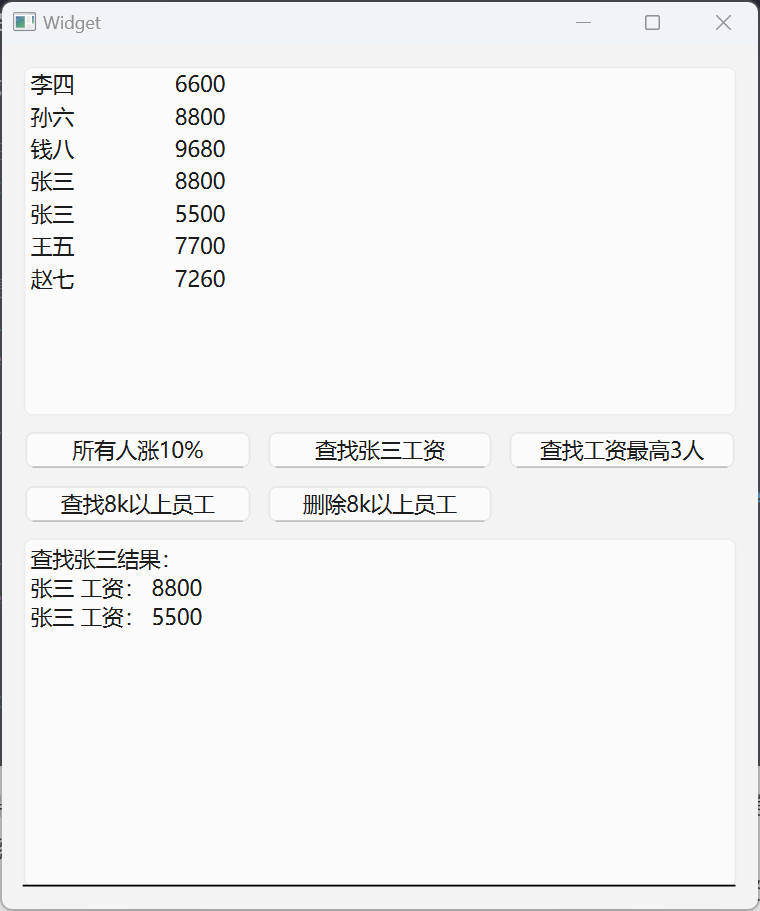 Widget
李四 6600
孙六 8800
钱八 9680
张三 8800
张三 5500
王五 7700
赵七 7260
所有人涨10% 查找张三工资 查找工资最高3人
查找8k以上员工 删除8k以上员工
查找张三结果：
张三 工资： 8800
张三 工资： 5500